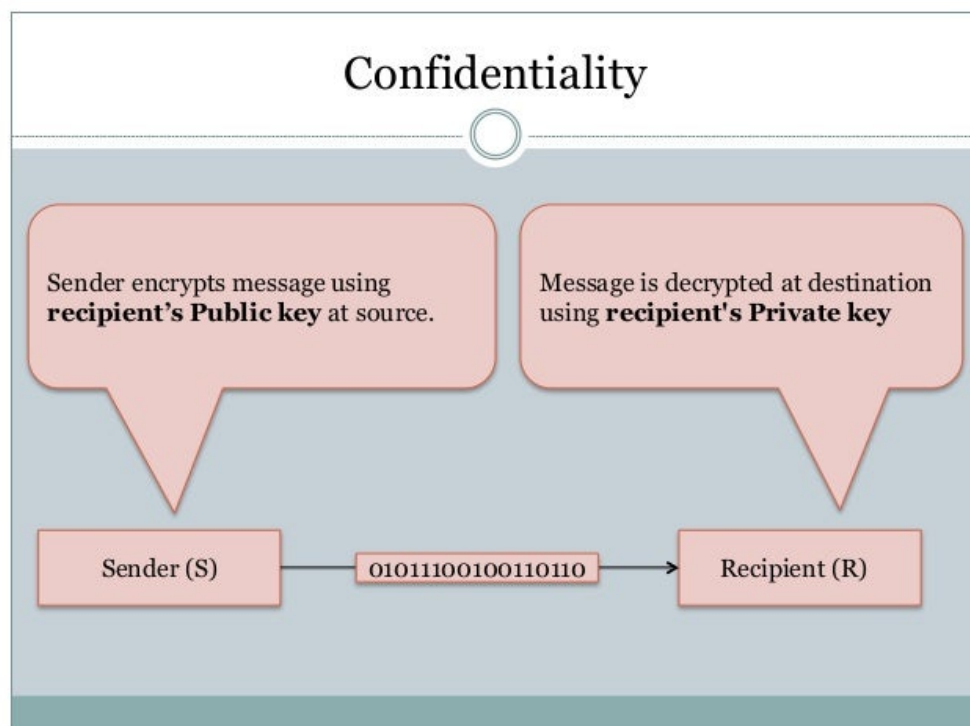 Confidentiality
Sender encrypts message using
recipient’s Public key at source.
Message is decrypted at destination
using recipient's Private key
Sender (S)
01011100100110110
Recipient (R)